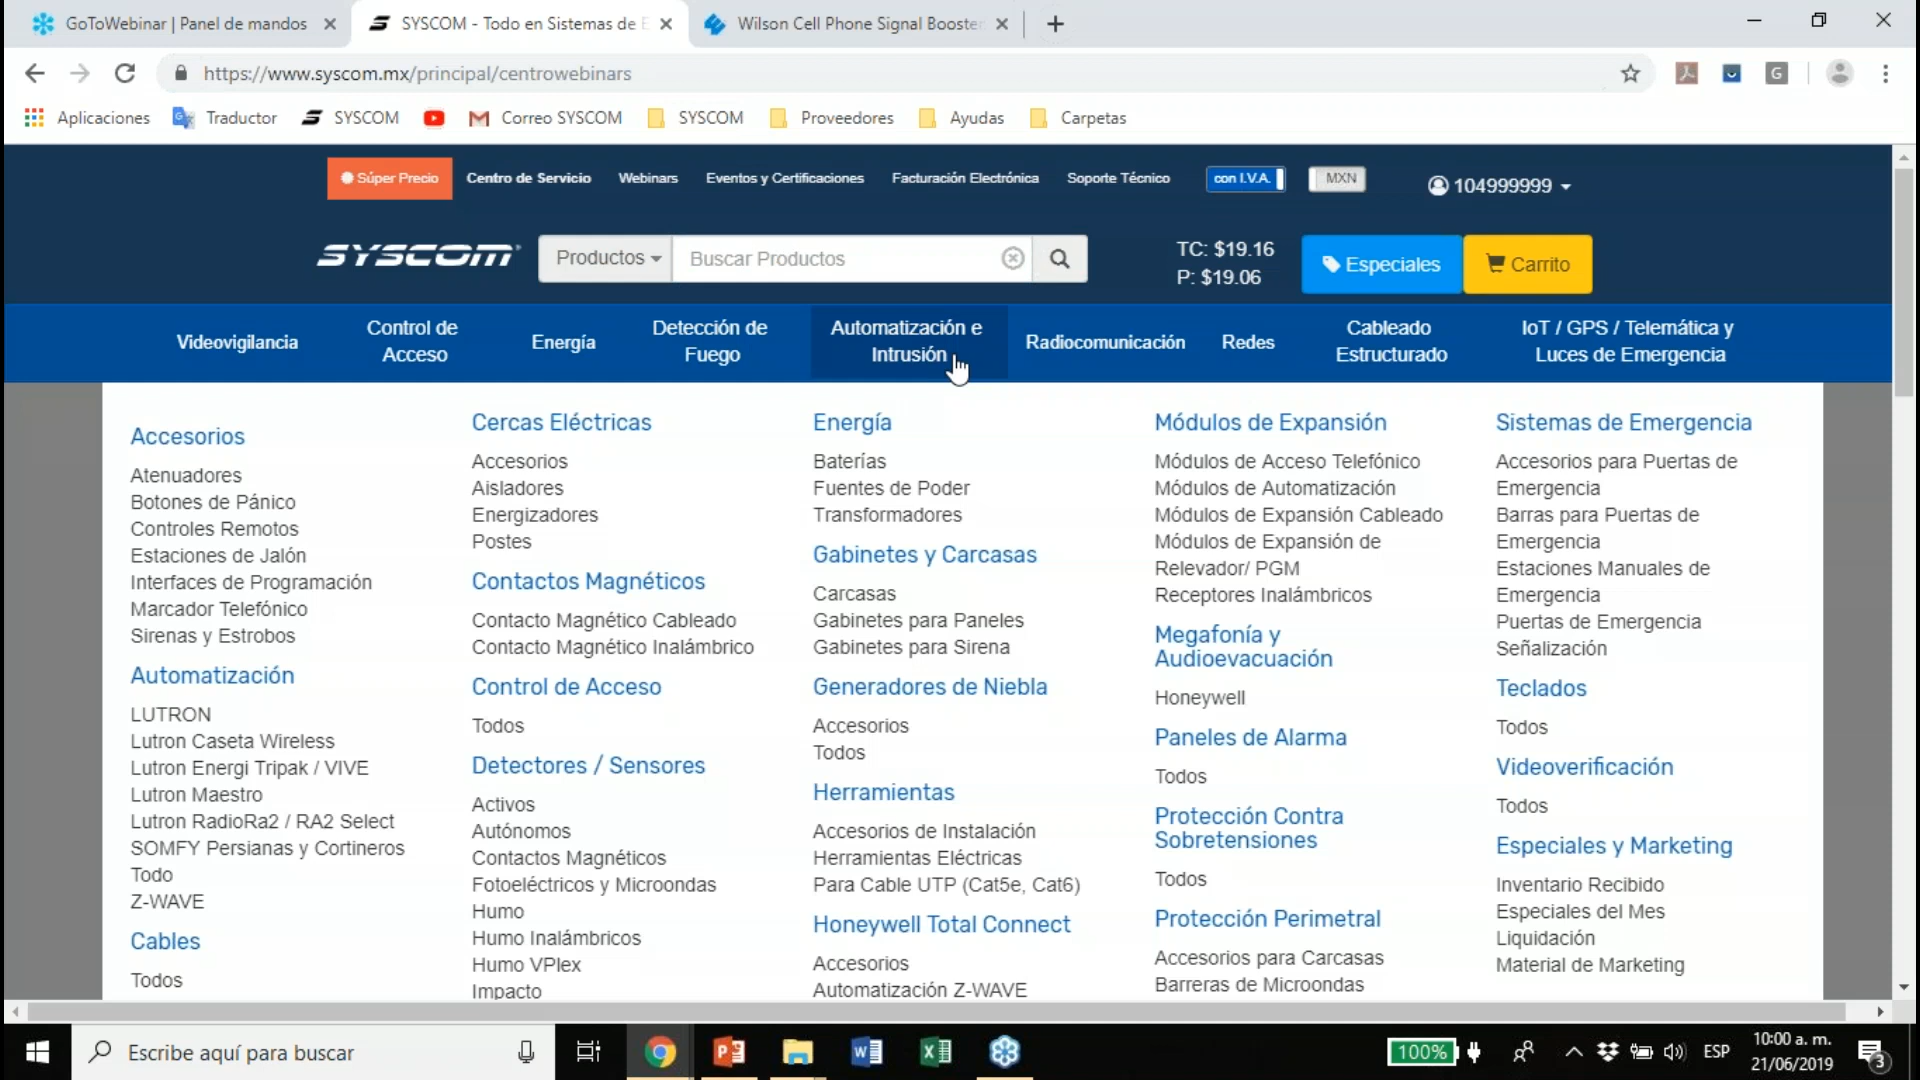 GoToWebinar | Panel de mandos
SYSCOM - Todo en Sistemas de
Wilson Cell Phone Signal Booster
https://www.syscom.mx/principal/centrowebinars
Aplicaciones
Traductor
SYSCOM
Correo SYSCOM
SYSCOM
Proveedores
Ayudas
Carpetas
Súper Precio
Centro de Servicio
Webinars
Eventos y Certificaciones
Facturación Electrónica
Soporte Técnico
con I.V.A.
MXN
104999999
SYSCOM
Productos
Buscar Productos
TC: $19.16
P: $19.06
Especiales
Carrito
Videovigilancia
Control de
Acceso
Energía
Detección de
Fuego
Automatización e
Intrusión
Radiocomunicación
Redes
Cableado
Estructurado
IoT / GPS / Telemática y
Luces de Emergencia
Accesorios
Atenuadores
Botones de Pánico
Controles Remotos
Estaciones de Jalón
Interfaces de Programación
Marcador Telefónico
Sirenas y Estrobos
Automatización
LUTRON
Lutron Caseta Wireless
Lutron Energi Tripak / VIVE
Lutron Maestro
Lutron RadioRa2 / RA2 Select
SOMFY Persianas y Cortineros
Todo
Z-WAVE
Cables
Todos
Cercas Eléctricas
Accesorios
Aisladores
Energizadores
Postes
Contactos Magnéticos
Contacto Magnético Cableado
Contacto Magnético Inalámbrico
Control de Acceso
Todos
Detectores / Sensores
Activos
Autónomos
Contactos Magnéticos
Fotoeléctricos y Microondas
Humo
Humo Inalámbricos
Humo VPlex
Impacto
Energía
Baterías
Fuentes de Poder
Transformadores
Gabinetes y Carcasas
Carcasas
Gabinetes para Paneles
Gabinetes para Sirena
Generadores de Niebla
Accesorios
Todos
Herramientas
Accesorios de Instalación
Herramientas Eléctricas
Para Cable UTP (Cat5e, Cat6)
Honeywell Total Connect
Accesorios
Automatización Z-WAVE
Módulos de Expansión
Módulos de Acceso Telefónico
Módulos de Automatización
Módulos de Expansión Cableado
Módulos de Expansión de
Relevador/ PGM
Receptores Inalámbricos
Megafonía y
Audioevacuación
Honeywell
Paneles de Alarma
Todos
Protección Contra
Sobretensiones
Todos
Protección Perimetral
Accesorios para Carcasas
Barreras de Microondas
Sistemas de Emergencia
Accesorios para Puertas de
Emergencia
Barras para Puertas de
Emergencia
Estaciones Manuales de
Emergencia
Puertas de Emergencia
Señalización
Teclados
Todos
Videoverificación
Todos
Especiales y Marketing
Inventario Recibido
Especiales del Mes
Liquidación
Material de Marketing
Escribe aquí para buscar
100%
ESP
10:00 a. m.
21/06/2019
3